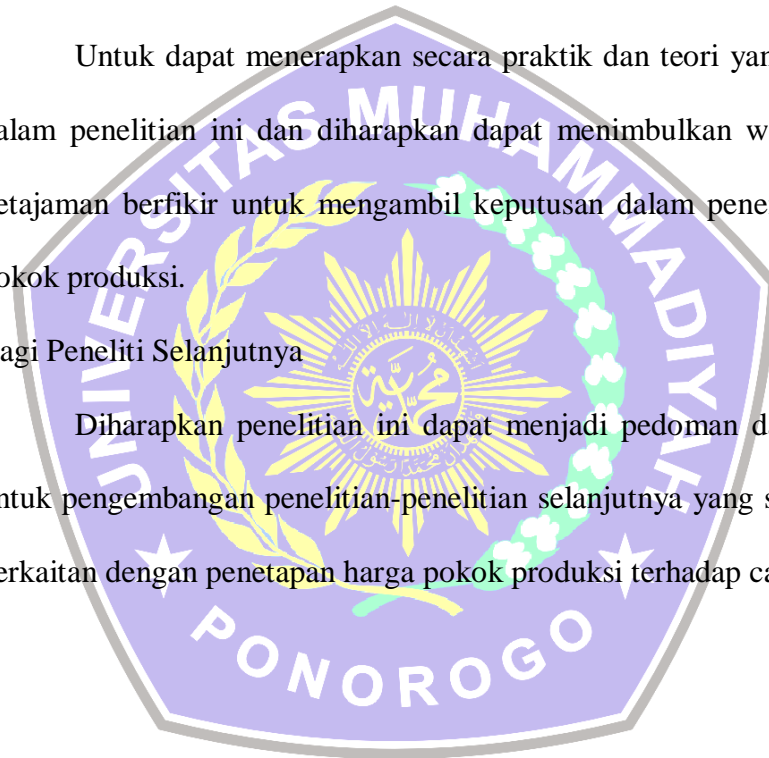 Untuk dapat menerapkan secara praktik dan teori yan
alam penelitian ini dan diharapkan dapat menimbulkan w
etajaman berfikir untuk mengambil keputusan dalam pene
okok produksi.
agi Peneliti Selanjutnya
Diharapkan penelitian ini dapat menjadi pedoman da
ntuk pengembangan penelitian-penelitian selanjutnya yang s
erkaitan dengan penetapan harga pokok produksi terhadap ca
UNIVERSITAS MUHAMMADIYAH
PONOROGO